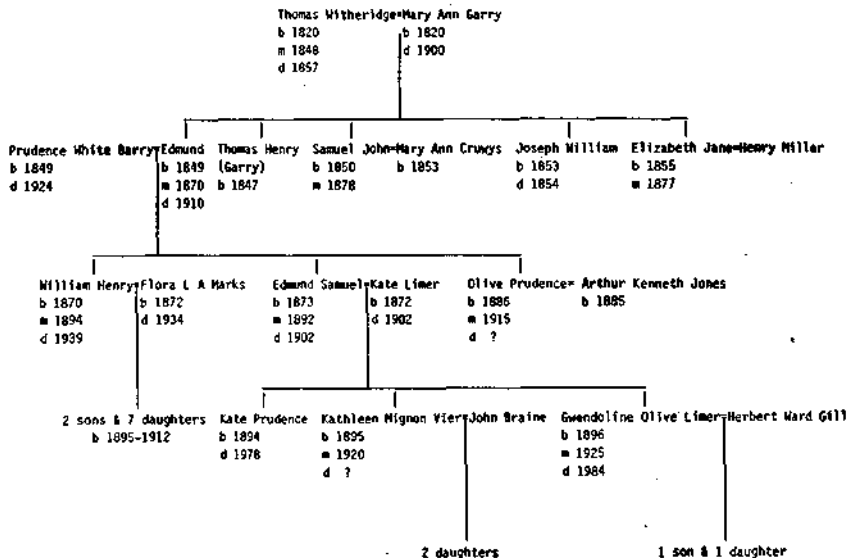 Thomas Witheridge=Mary Ann Garry
b 1820 b 1820
m 1848 d 1900
d 1857
Prudence White Barry=Edmund Thomas Henry Samuel John=Mary Ann Cruwys Joseph William Elizabeth Jane=Henry Miller
b 1849 b 1849 (Garry) b 1850 b 1853 b 1853 b 1855
d 1924 m 1870 b 1847 m 1878 d 1854 m 1877
d 1910
William Henry=Flora L A Marks Edmund Samuel=Kate Limer Olive Prudence= Arthur Kenneth Jones
b 1870 b 1872 b 1873 b 1872 b 1886 b 1885
m 1894 d 1934 m 1892 d 1902 m 1915
d 1939 d 1902 d ?
2 sons & 7 daughters Kate Prudence Kathleen Mignon Vier=John Braine Gwendoline Olive Limer=Herbert Ward Gill
b 1895-1912 b 1894 b 1895 b 1896
d 1978 m 1920 m 1925
d ? d 1984
2 daughters 1 son & 1 daughter